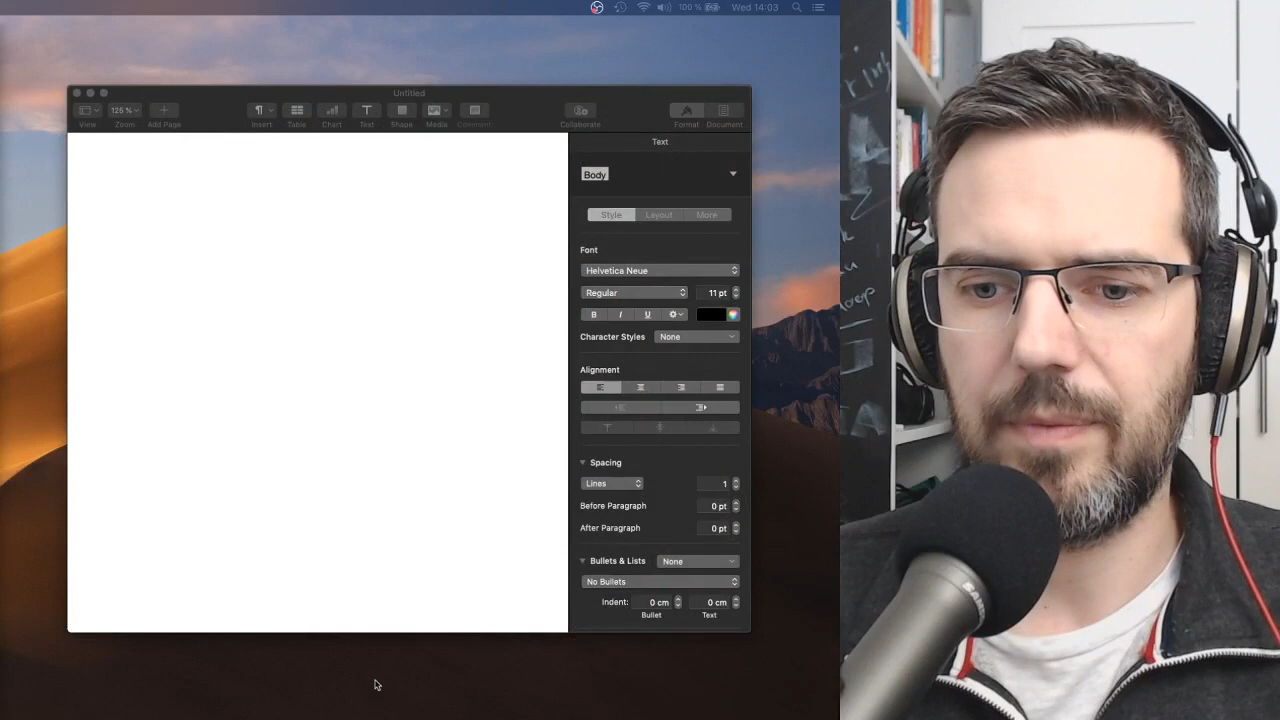 100 %
Wed 14:03
Untitled
126 %
View
Zoom
Add Page
Insert
Table
Chart
Text
Shape
Media
Comment
Collaborate
Format
Document
Text
Body
Style
Layout
More
Font
Helvetica Neue
Regular
11 pt
B
I
U
Character Styles
None
Alignment
Spacing
Lines
1
Before Paragraph
0 pt
After Paragraph
0 pt
Bullets & Lists
None
No Bullets
Indent:
0 cm
0 cm
Bullet
Text